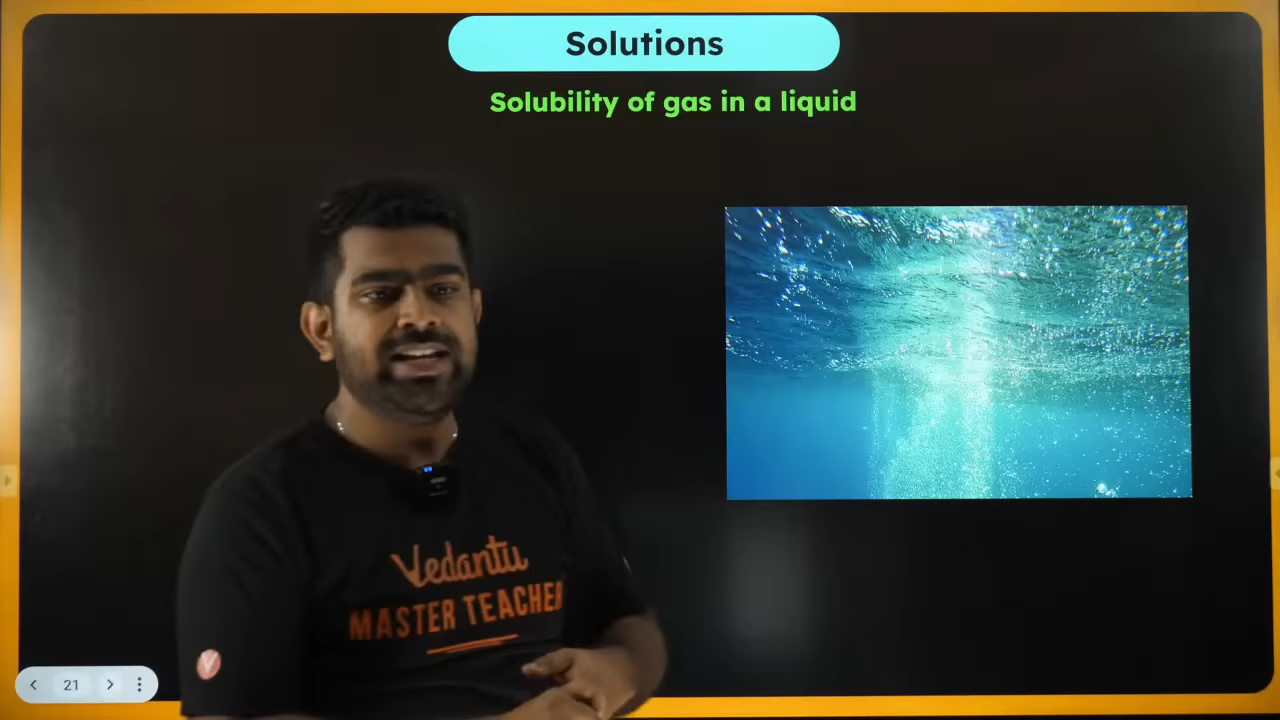 Solutions
Solubility of gas in a liquid
Vedantu
MASTER TEACHER
V
21